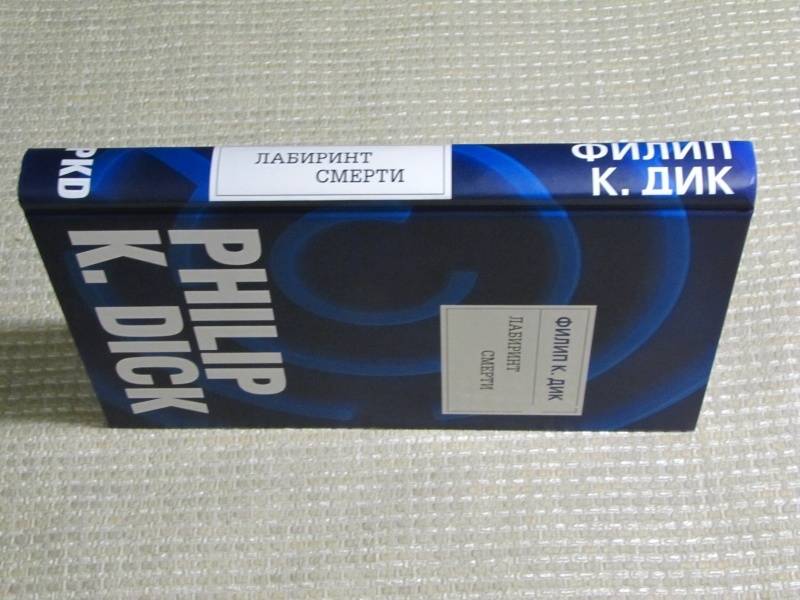 ФИЛИП
К. ДИК
ЛАБИРИНТ
СМЕРТИ
PKD
ФИЛИП К. ДИК
ЛАБИРИНТ
СМЕРТИ
PHILIP
K. DICK